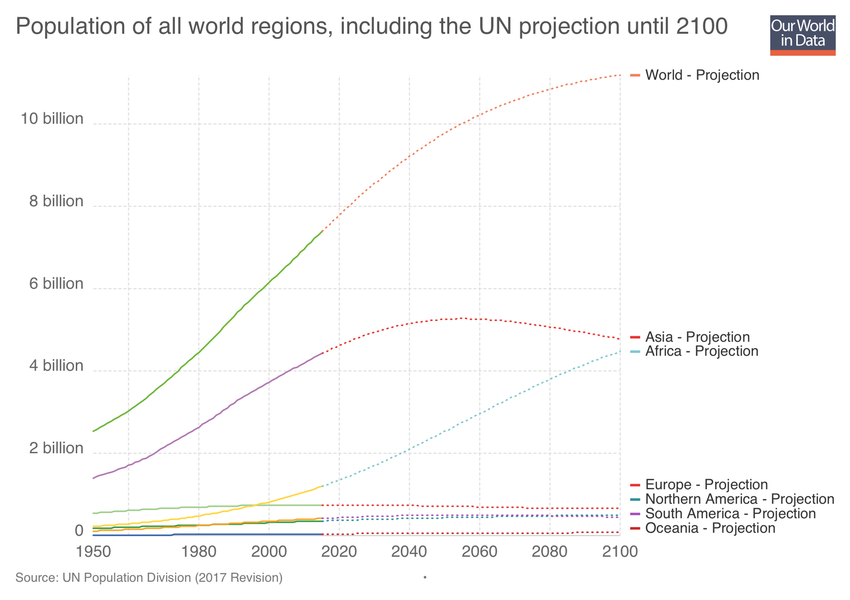 Population of all world regions, including the UN projection until 2100
Our World
in Data
World - Projection
10 billion
8 billion
6 billion
Asia - Projection
Africa - Projection
4 billion
2 billion
Europe - Projection
Northern America - Projection
South America - Projection
Oceania - Projection
0
1950 1980 2000 2020 2040 2060 2080 2100
Source: UN Population Division (2017 Revision)